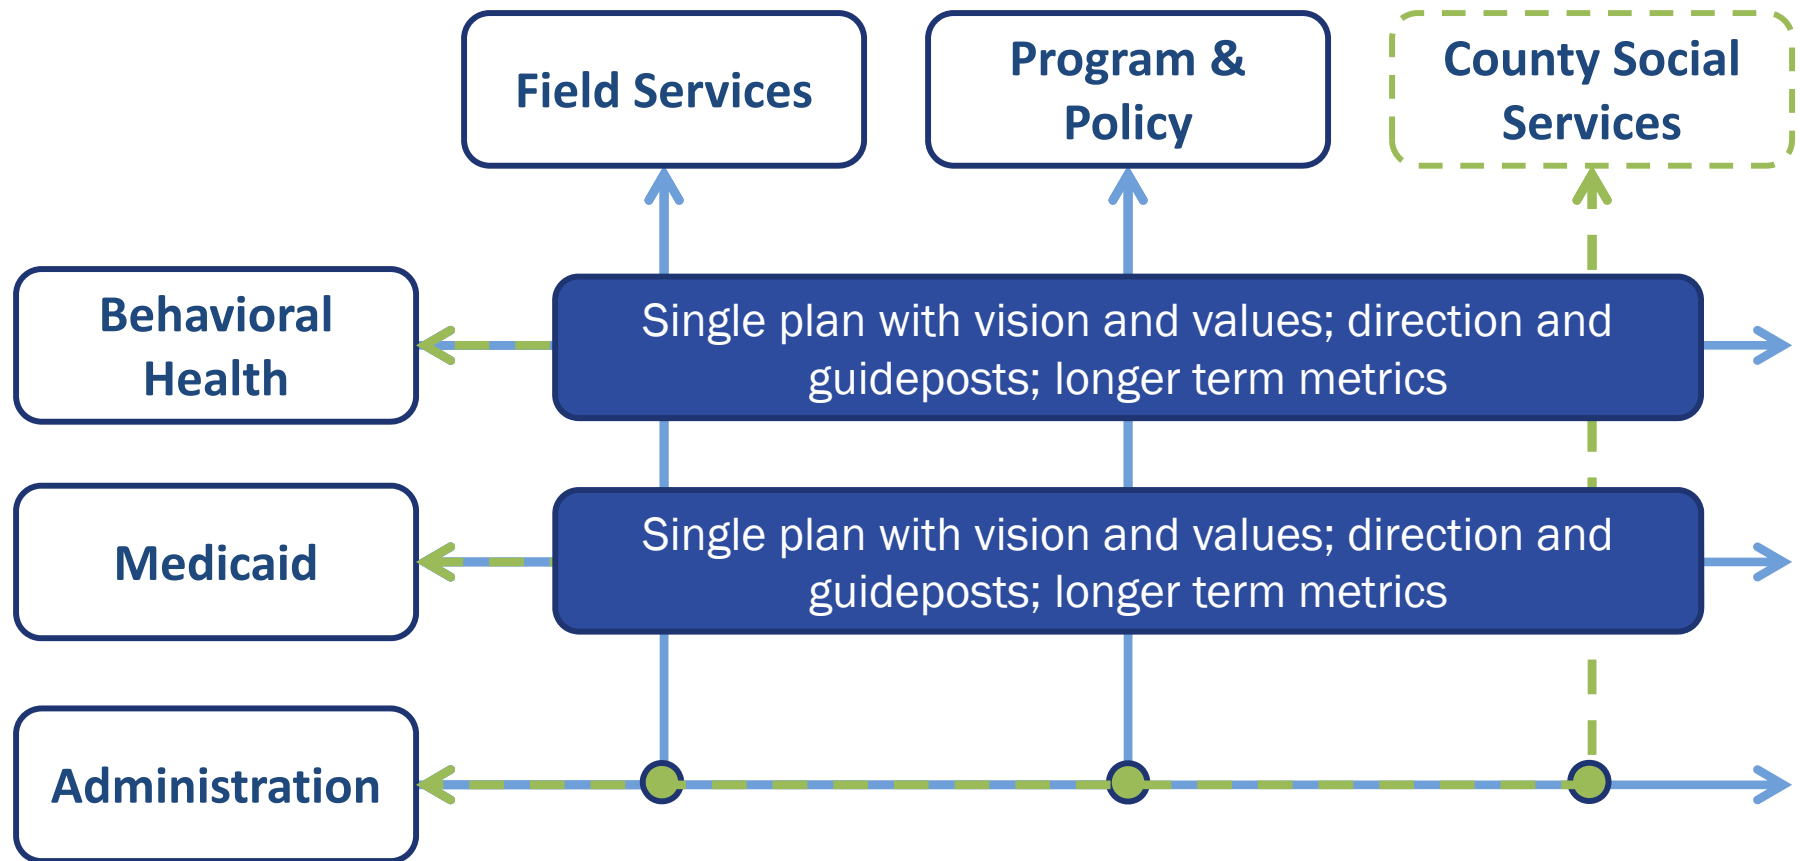 Field Services
Program &
Policy
County Social
Services
Behavioral
Health
Single plan with vision and values; direction and
guideposts; longer term metrics
Medicaid
Single plan with vision and values; direction and
guideposts; longer term metrics
Administration